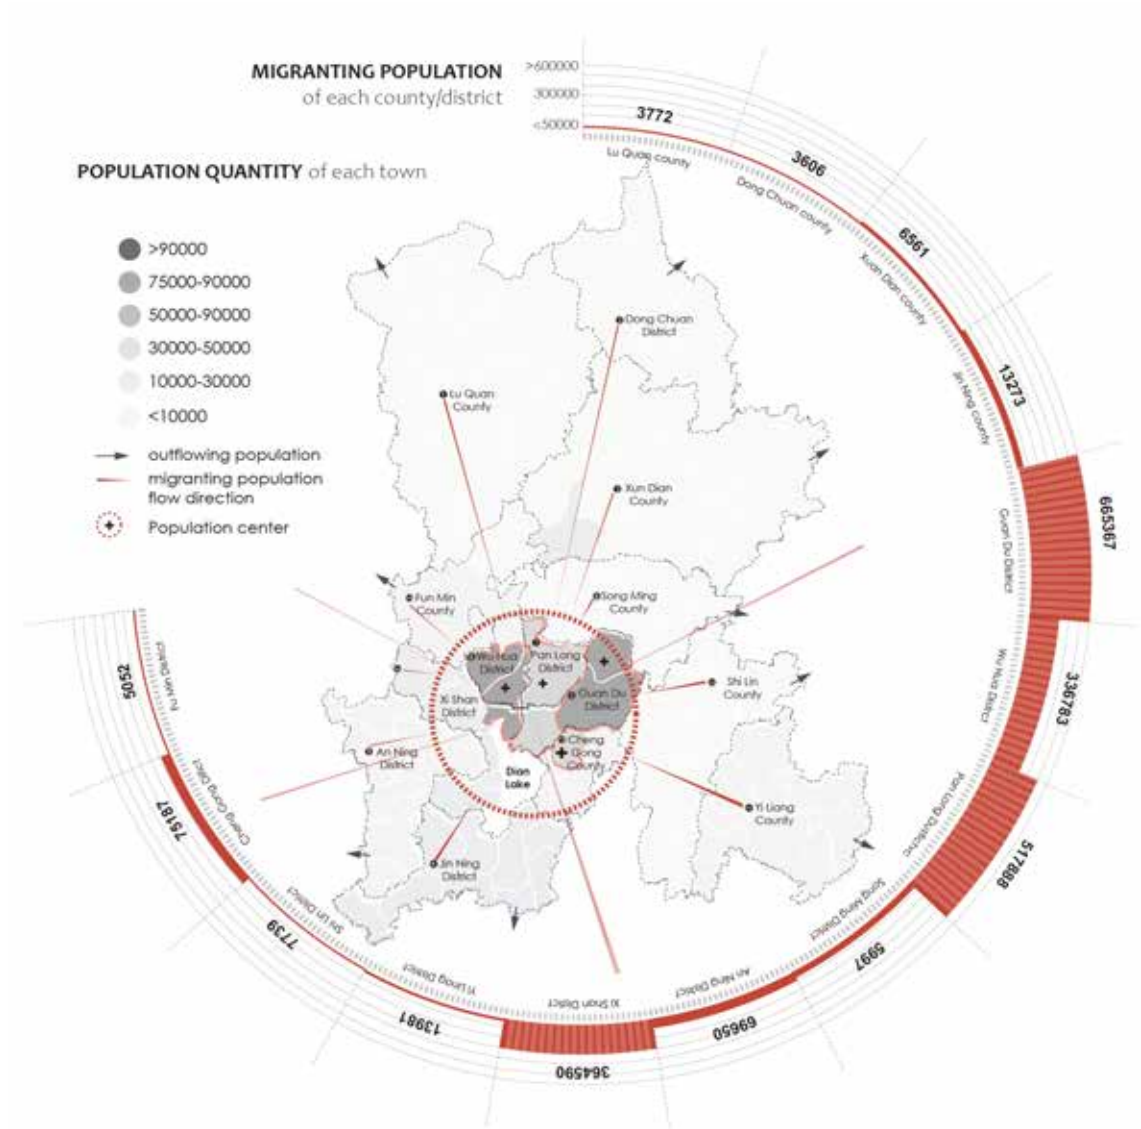 MIGRANTING POPULATION
of each county/district
>600000
300000
<50000
POPULATION QUANTITY of each town
>90000
75000-90000
50000-90000
30000-50000
10000-30000
<10000
outflowing population
migranting population
flow direction
Population center
3772
Lu Quan county
3606
Dong Chuan county
6561
Xuan Dian county
13273
Jin Ning county
665367
Guan Du District
336783
Wu Hua District
517888
5997
Song Ming District
69650
An Ning District
364590
Xi Shan District
13981
Yi Linag District
7739
Shi Lin District
75187
Cheng Gong District
5052
Fu Min District
Dong Chuan
District
Lu Quan
County
Xun Dian
County
Fun Min
County
Song Ming
County
Wu Hua
District
Pan Long
District
Xi Shan
District
Guan Du
District
Shi Lin
County
An Ning
District
Cheng
Gong
County
Dian
Lake
Yi Liang
County
Jin Ning
District